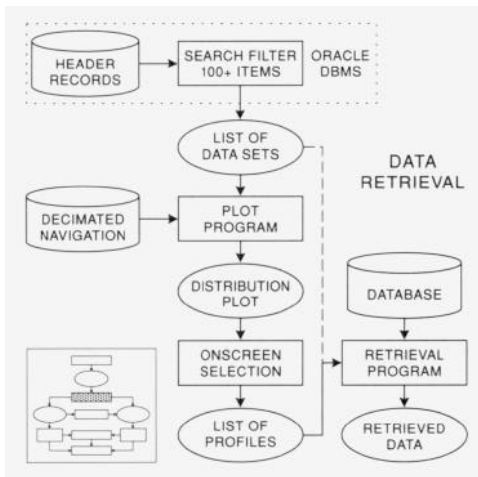 HEADER
RECORDS
SEARCH FILTER
100+ ITEMS
ORACLE
DBMS
LIST OF
DATA SETS
DATA
RETRIEVAL
DECIMATED
NAVIGATION
PLOT
PROGRAM
DISTRIBUTION
PLOT
DATABASE
ONSCREEN
SELECTION
RETRIEVAL
PROGRAM
LIST OF
PROFILES
RETRIEVED
DATA